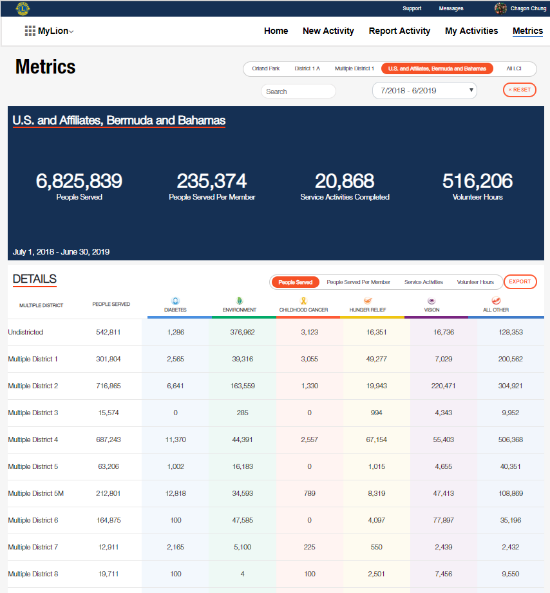 Support Messages Chagon Chung
MyLion Home New Activity Report Activity My Activities Metrics
Metrics
Orland Park District 1 A Multiple District 1 U.S. and Affiliates, Bermuda and Bahamas All LCI
Search 7/2018 - 6/2019 × RESET
U.S. and Affiliates, Bermuda and Bahamas
6,825,839 235,374 20,868 516,206
People Served People Served Per Member Service Activities Completed Volunteer Hours
July 1, 2018 - June 30, 2019
DETAILS People Served People Served Per Member Service Activities Volunteer Hours EXPORT
MULTIPLE DISTRICT PEOPLE SERVED DIABETES ENVIRONMENT CHILDHOOD CANCER HUNGER RELIEF VISION ALL OTHER
Undistricted 542,811 1,286 376,962 3,123 16,351 16,736 128,353
Multiple District 1 301,804 2,565 39,316 3,055 49,277 7,029 200,562
Multiple District 2 716,865 6,641 163,559 1,330 19,943 220,471 304,921
Multiple District 3 15,574 0 285 0 994 4,343 9,952
Multiple District 4 687,243 11,370 44,391 2,557 67,154 55,403 506,368
Multiple District 5 63,206 1,002 16,183 0 1,015 4,655 40,351
Multiple District 5M 212,801 12,818 34,593 789 8,319 47,413 108,869
Multiple District 6 164,875 100 47,585 0 4,097 77,897 35,196
Multiple District 7 12,911 2,165 5,100 225 550 2,439 2,432
Multiple District 8 19,711 100 4 100 2,501 7,456 9,550